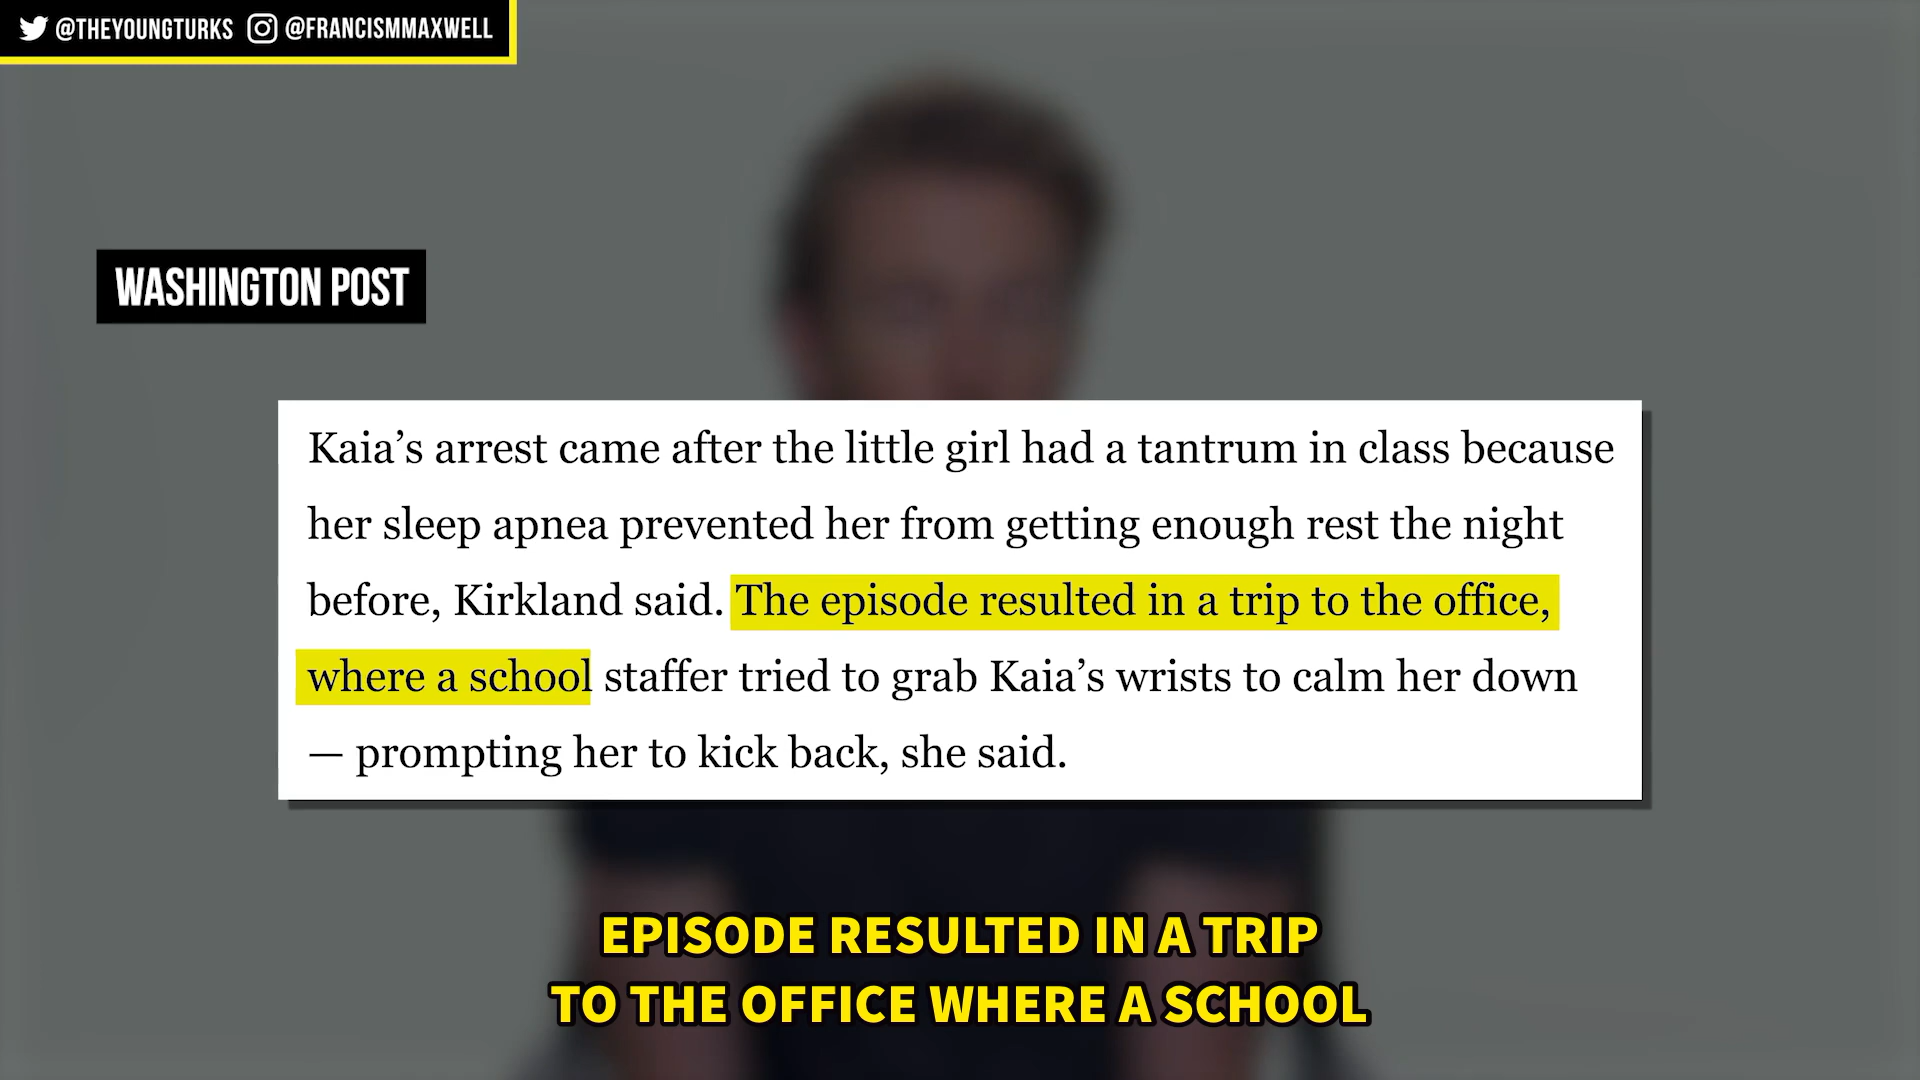 @THEYOUNGTURKS @FRANCISMMAXWELL
WASHINGTON POST
Kaia’s arrest came after the little girl had a tantrum in class because
her sleep apnea prevented her from getting enough rest the night
before, Kirkland said. The episode resulted in a trip to the office,
where a school staffer tried to grab Kaia’s wrists to calm her down
— prompting her to kick back, she said.
EPISODE RESULTED IN A TRIP
TO THE OFFICE WHERE A SCHOOL